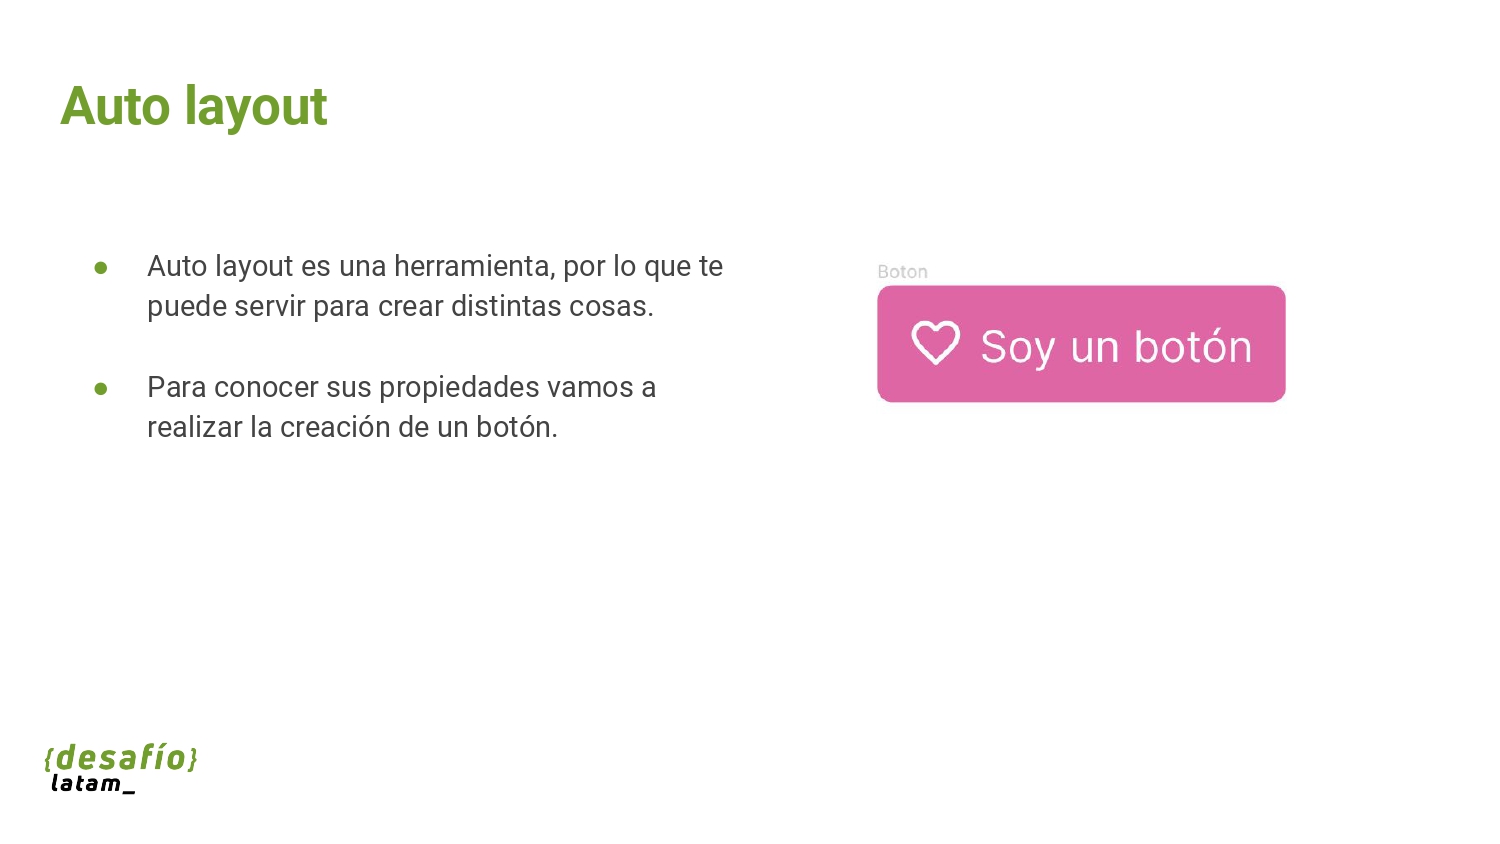 Auto layout
● Auto layout es una herramienta, por lo que te
puede servir para crear distintas cosas.
● Para conocer sus propiedades vamos a
realizar la creación de un botón.
Boton
Soy un botón
{desafío}
latam_